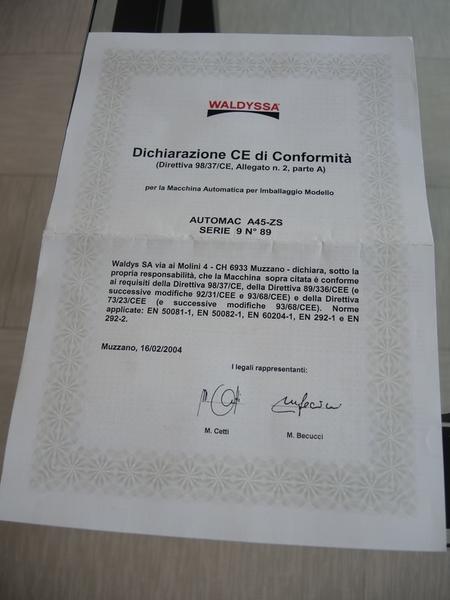 WALDYSSA
Dichiarazione CE di Conformità
(Direttiva 98/37/CE, Allegato n. 2, parte A)
per la Macchina Automatica per Imballaggio Modello
AUTOMAC A45-ZS
SERIE 9 N° 89
Waldys SA via ai Molini 4 - CH 6933 Muzzano - dichiara, sotto la
propria responsabilità, che la Macchina sopra citata è conforme
ai requisiti della Direttiva 98/37/CE, della Direttiva 89/336/CEE (e
successive modifiche 92/31/CEE e 93/68/CEE) e della Direttiva
73/23/CEE (e successive modifiche 93/68/CEE). Norme
applicate: EN 50081-1, EN 50082-1, EN 60204-1, EN 292-1 e EN
292-2.
Muzzano, 16/02/2004
I legali rappresentanti:
M. Cetti
M. Becucci